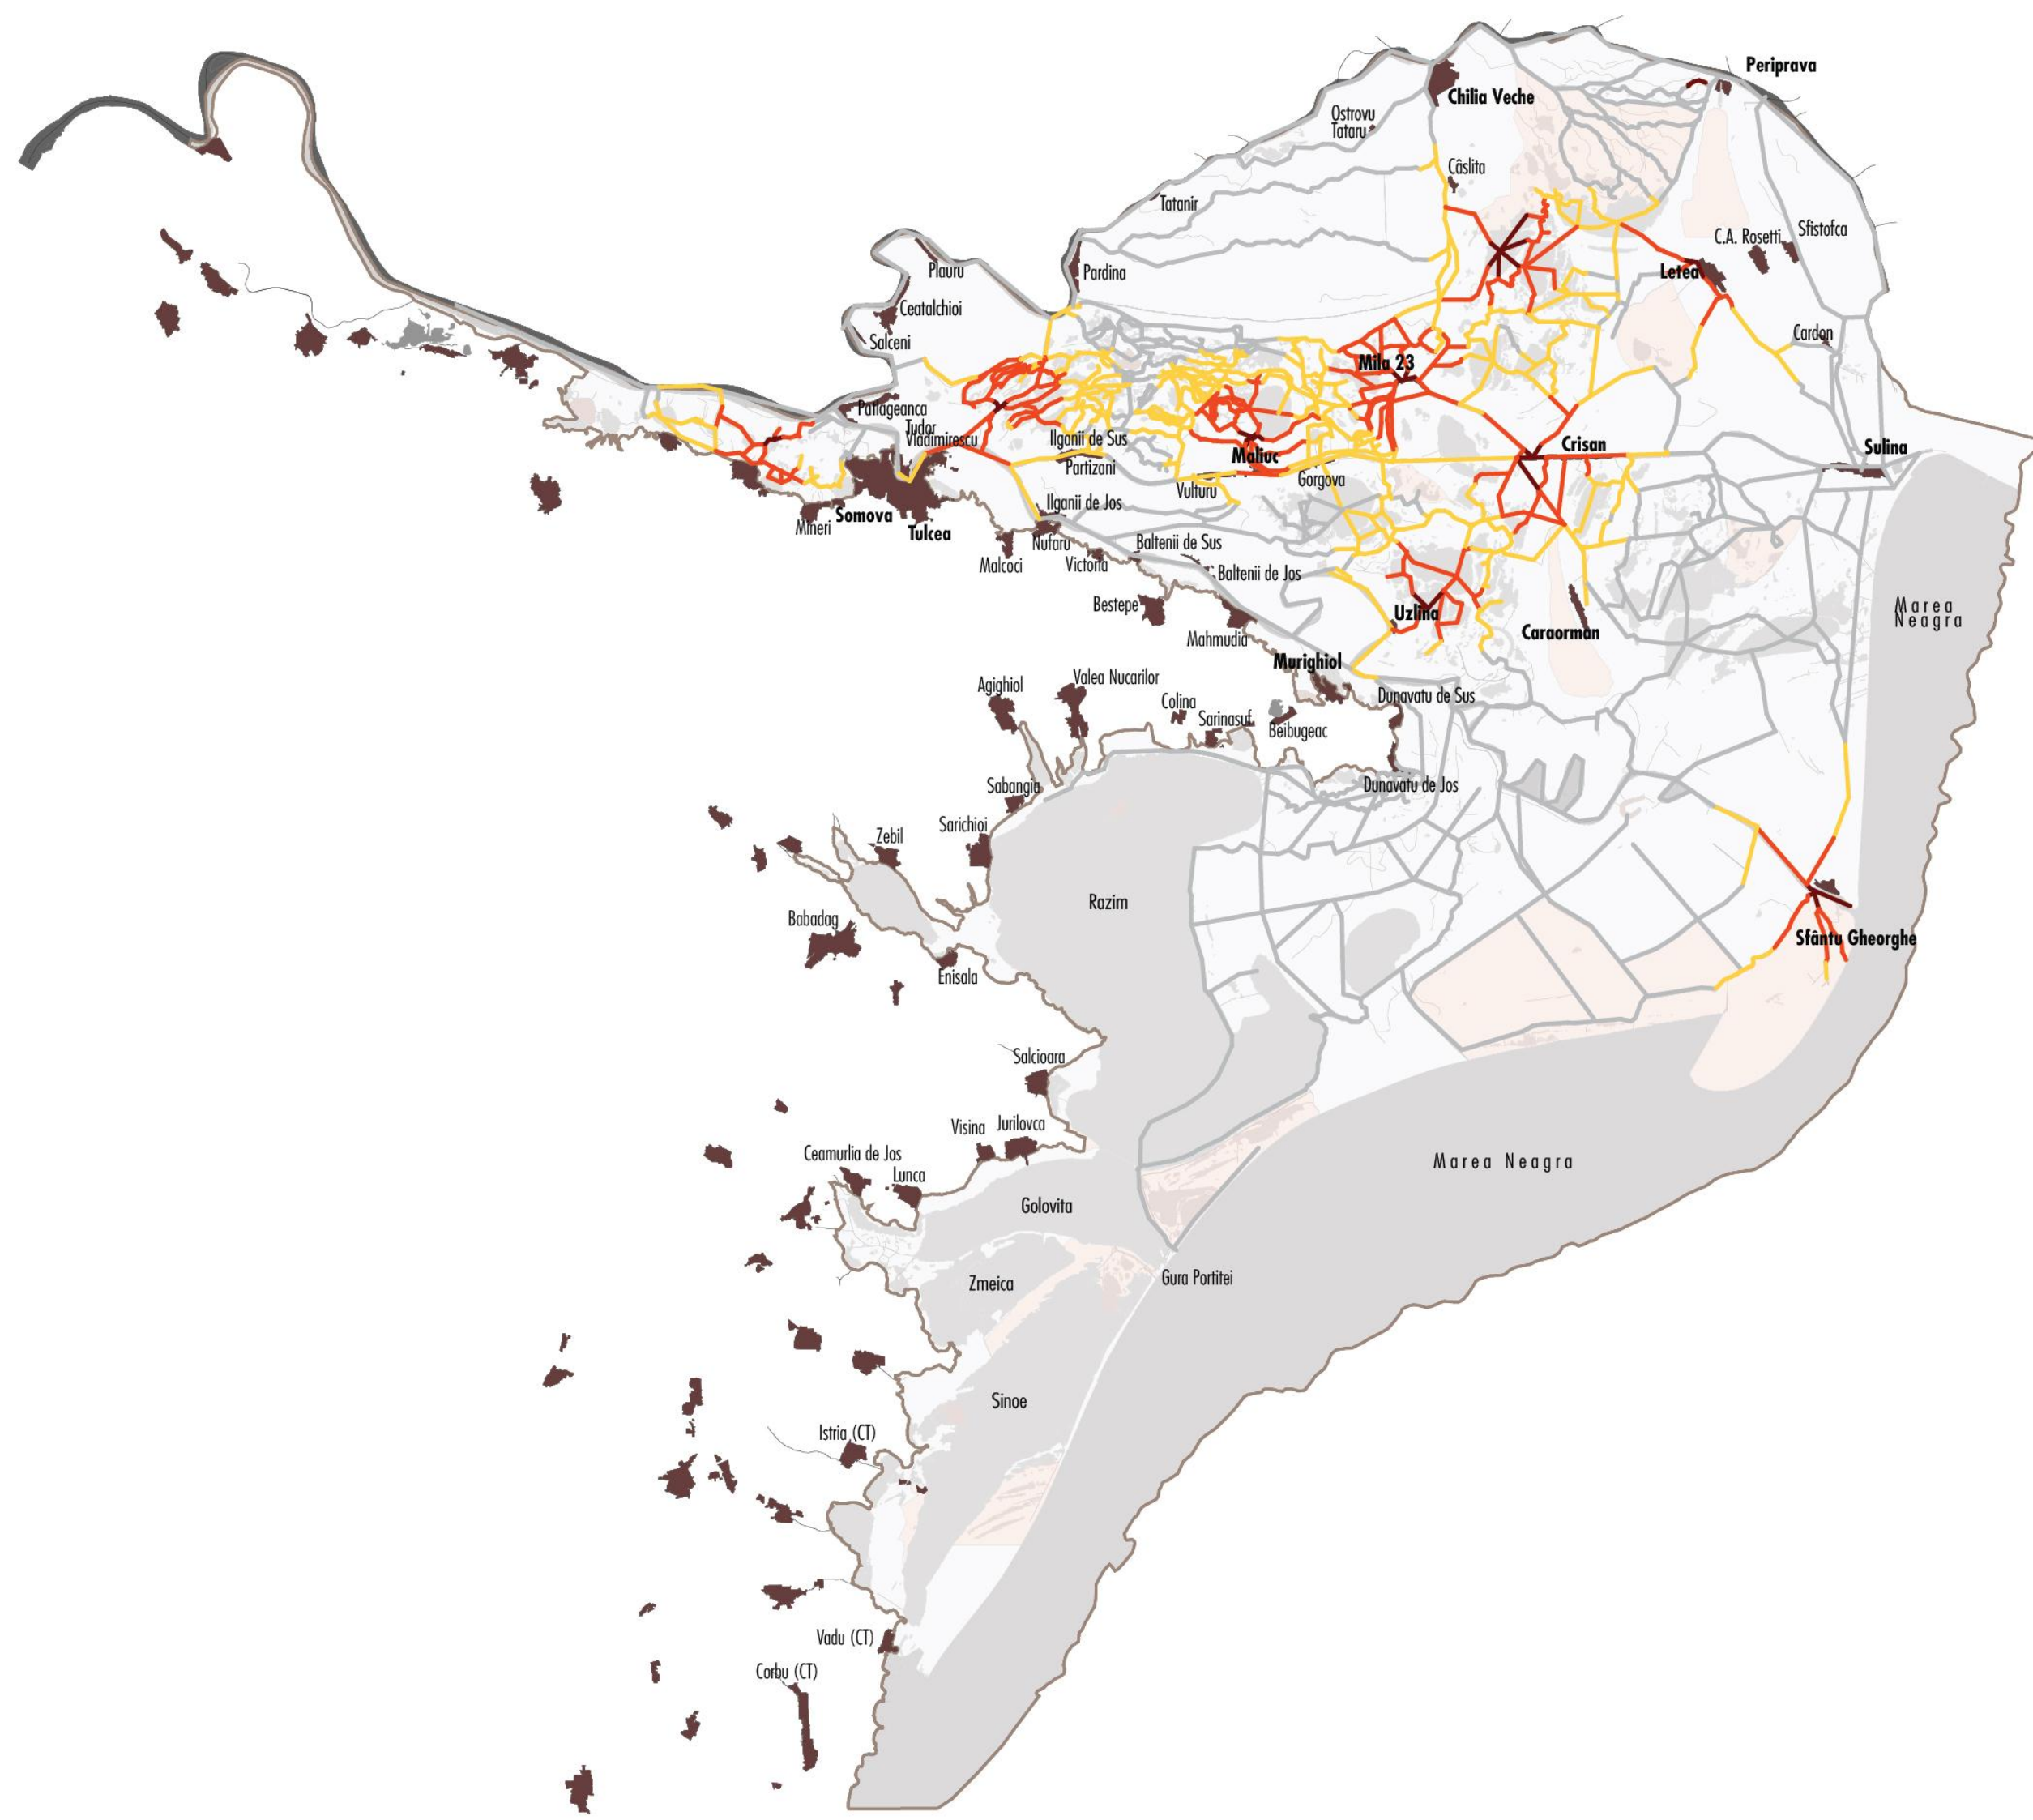 Periprava
Chilia Veche
Ostrovu
Tataru
Câslita
Tatanir
Sfistofca
C.A. Rosetti
Letea
Plauru
Pardina
Ceatalchioi
Salceni
Cardon
Mila 23
Patlageanca
Tudor
Vladimirescu
Ilganii de Sus
Partizani
Maliuc
Crisan
Sulina
Gorgova
Vulturu
Ilganii de Jos
Somova
Mineri
Tulcea
Nufaru
Malcoci
Victoria
Baltenii de Sus
Baltenii de Jos
Bestepe
Mahmudia
Uzlina
Caraorman
Marea
Neagra
Murighiol
Agighiol
Valea Nucarilor
Colina
Sarinasuf
Beibugeac
Dunavatu de Sus
Dunavatu de Jos
Sabangia
Sarichioi
Zebil
Razim
Babadag
Enisala
Sfântu Gheorghe
Salcioara
Visina
Jurilovca
Ceamurlia de Jos
Lunca
Marea Neagra
Golovita
Zmeica
Gura Portitei
Sinoe
Istria (CT)
Vadu (CT)
Corbu (CT)